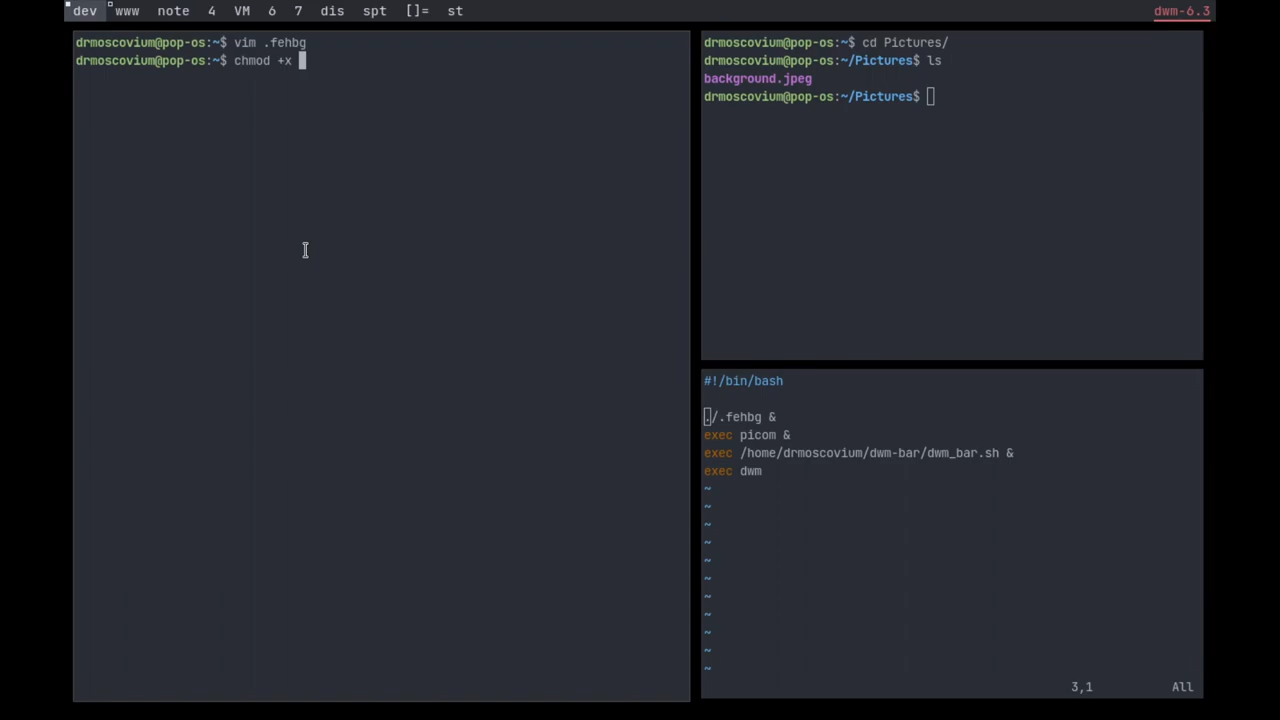 dev www note 4 VM 6 7 dis spt []= st dwm-6.3
drmoscovium@pop-os:~$ vim .fehbg
drmoscovium@pop-os:~$ chmod +x
drmoscovium@pop-os:~$ cd Pictures/
drmoscovium@pop-os:~/Pictures$ ls
background.jpeg
drmoscovium@pop-os:~/Pictures$
#!/bin/bash
./.fehbg &
exec picom &
exec /home/drmoscovium/dwm-bar/dwm_bar.sh &
exec dwm
~
~
~
~
~
~
~
~
~
~
~
3,1 All